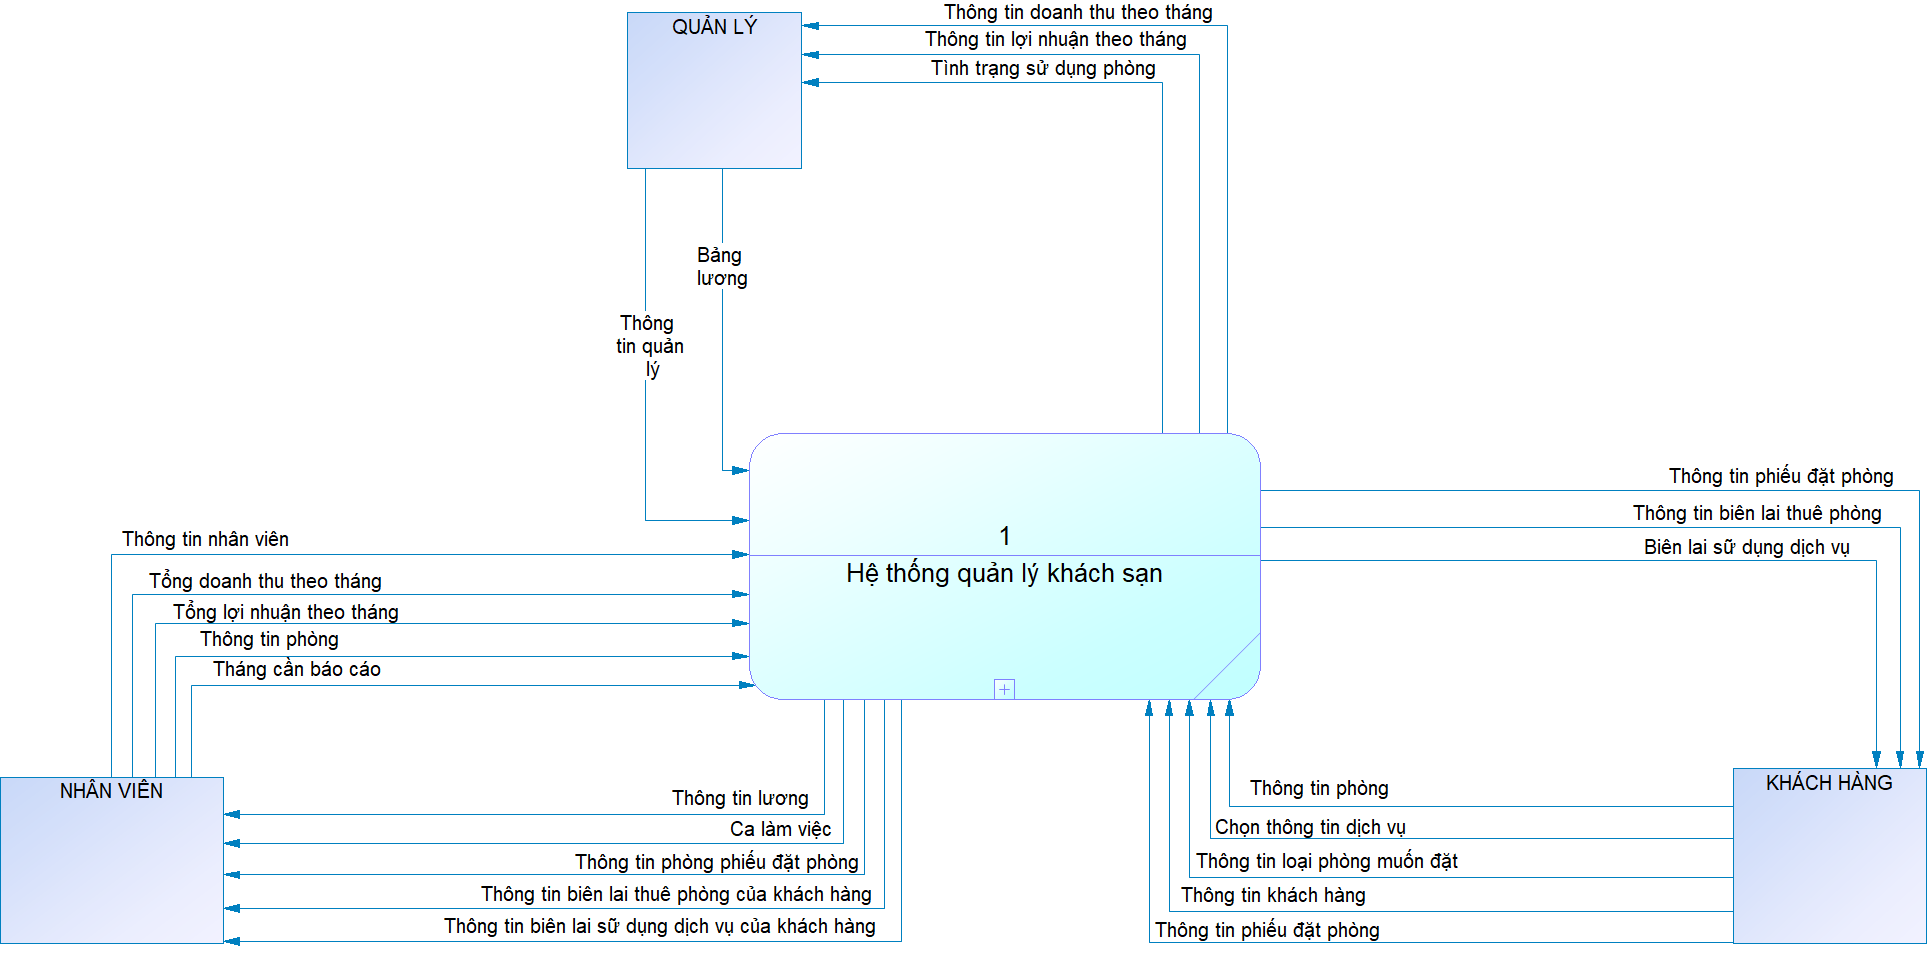 QUẢN LÝ
Thông tin doanh thu theo tháng
Thông tin lợi nhuận theo tháng
Tình trạng sử dụng phòng
Bảng
lương
Thông
tin quản
lý
1
Hệ thống quản lý khách sạn
Thông tin phiếu đặt phòng
Thông tin biên lai thuê phòng
Biên lai sữ dụng dịch vụ
Thông tin nhân viên
Tổng doanh thu theo tháng
Tổng lợi nhuận theo tháng
Thông tin phòng
Tháng cần báo cáo
NHÂN VIÊN
Thông tin lương
Ca làm việc
Thông tin phòng phiếu đặt phòng
Thông tin biên lai thuê phòng của khách hàng
Thông tin biên lai sữ dụng dịch vụ của khách hàng
KHÁCH HÀNG
Thông tin phòng
Chọn thông tin dịch vụ
Thông tin loại phòng muốn đặt
Thông tin khách hàng
Thông tin phiếu đặt phòng